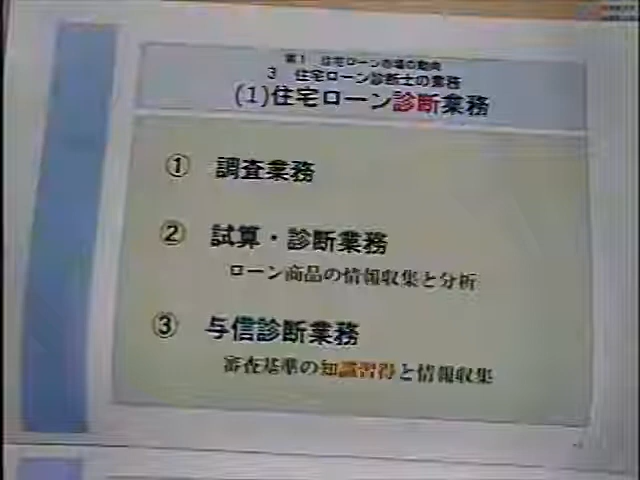 第1 住宅ローン市場の動向
3 住宅ローン診断士の業務
(1)住宅ローン診断業務
① 調査業務
② 試算・診断業務
ローン商品の情報収集と分析
③ 与信診断業務
審査基準の知識習得と情報収集